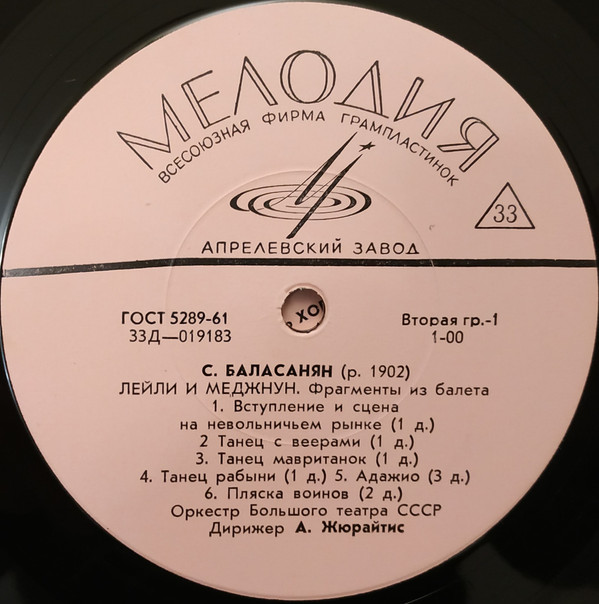 МЕЛОДИЯ
ВСЕСОЮЗНАЯ ФИРМА ГРАМПЛАСТИНОК
33
АПРЕЛЕВСКИЙ ЗАВОД
ГОСТ 5289-61
33Д—019183
Вторая гр.-1
1-00
С. БАЛАСАНЯН (р. 1902)
ЛЕЙЛИ И МЕДЖНУН. Фрагменты из балета
1. Вступление и сцена
на невольничьем рынке (1 д.)
2 Танец с веерами (1 д.)
3. Танец мавританок (1 д.)
4. Танец рабыни (1 д.) 5. Адажио (3 д.)
6. Пляска воинов (2 д.)
Оркестр Большого театра СССР
Дирижер А. Жюрайтис